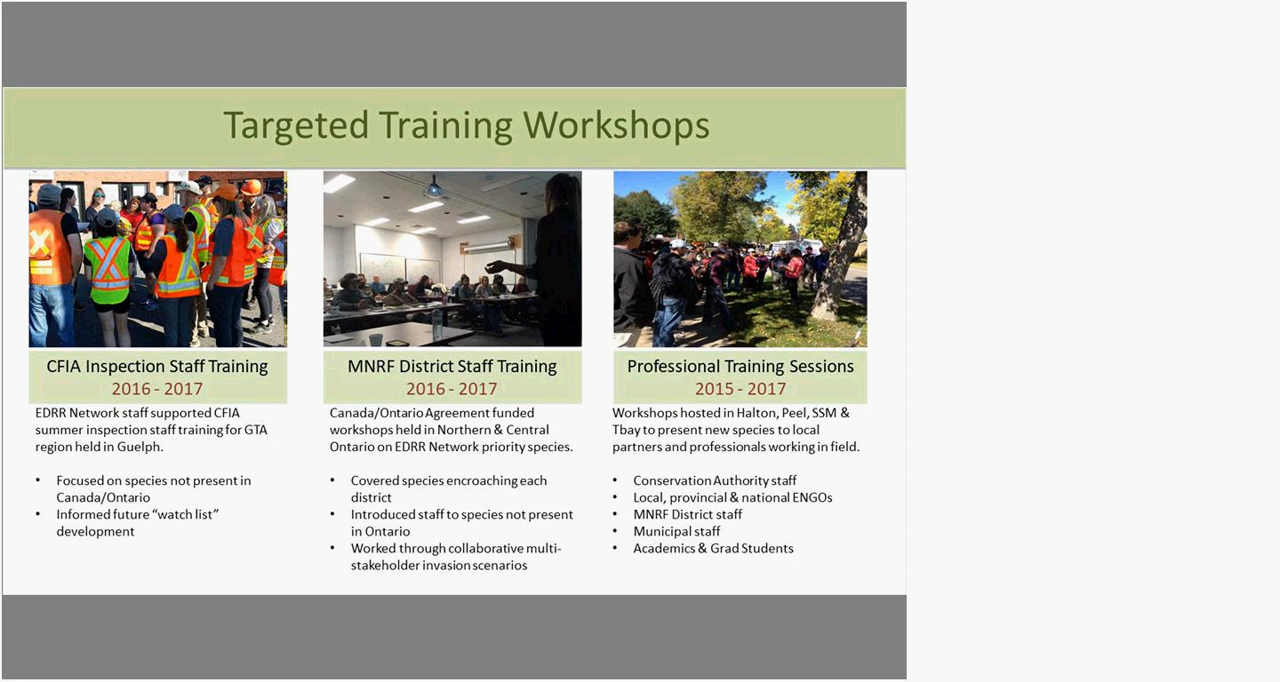 Targeted Training Workshops
CFIA Inspection Staff Training
2016 - 2017
EDRR Network staff supported CFIA
summer inspection staff training for GTA
region held in Guelph.
• Focused on species not present in
Canada/Ontario
• Informed future “watch list”
development
MNRF District Staff Training
2016 - 2017
Canada/Ontario Agreement funded
workshops held in Northern & Central
Ontario on EDRR Network priority species.
• Covered species encroaching each
district
• Introduced staff to species not present
in Ontario
• Worked through collaborative multi-
stakeholder invasion scenarios
Professional Training Sessions
2015 - 2017
Workshops hosted in Halton, Peel, SSM &
Tbay to present new species to local
partners and professionals working in field.
• Conservation Authority staff
• Local, provincial & national ENGOs
• MNRF District staff
• Municipal staff
• Academics & Grad Students